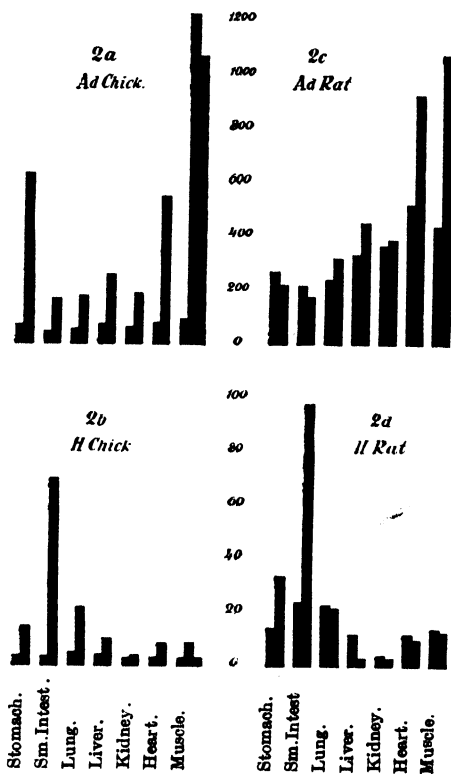 2a
Ad Chick.
1200
1000
800
600
400
200
0
2c
Ad Rat
2b
H Chick
100
80
60
40
20
0
2d
H Rat
Stomach.
Sm.Intest.
Lung.
Liver.
Kidney.
Heart.
Muscle.
Stomach.
Sm.Intest
Lung.
Liver.
Kidney.
Heart.
Muscle.